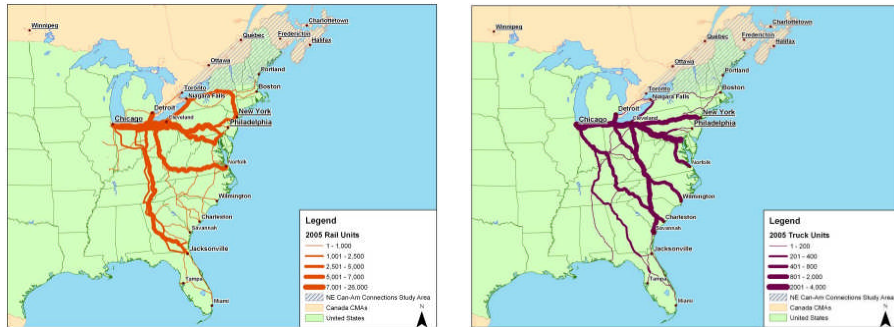 Winnipeg
Charlottetown
Québec
Fredericton
Halifax
Ottawa
Portland
Toronto
Niagara Falls
Boston
Detroit
Chicago
Cleveland
New York
Philadelphia
Norfolk
Wilmington
Charleston
Savannah
Jacksonville
Tampa
Miami
Legend
2005 Rail Units
1 - 1,000
1,001 - 2,500
2,501 - 5,000
5,001 - 7,000
7,001 - 26,000
NE Can-Am Connections Study Area
Canada CMAs
United States
N
Winnipeg
Charlottetown
Québec
Fredericton
Halifax
Ottawa
Portland
Toronto
Niagara Falls
Boston
Detroit
Chicago
Cleveland
New York
Philadelphia
Norfolk
Wilmington
Charleston
Savannah
Jacksonville
Tampa
Miami
Legend
2005 Truck Units
1 - 200
201 - 400
401 - 800
801 - 2,000
2001 - 4,000
NE Can-Am Connections Study Area
Canada CMAs
United States
N